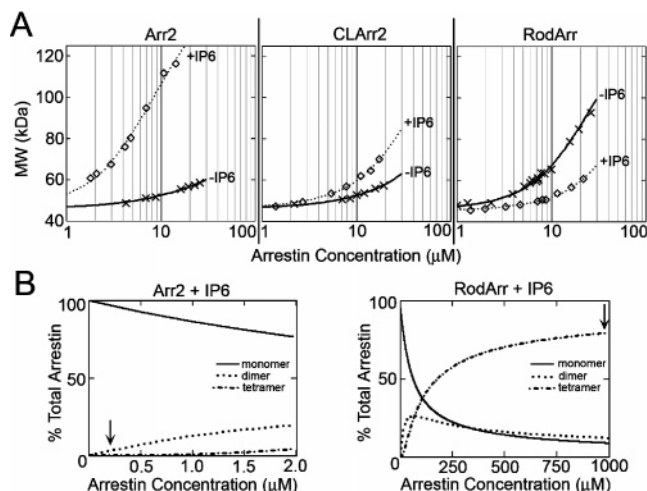 A
Arr2 CLArr2 RodArr
MW (kDa)
120
100
80
60
40
+IP6
-IP6
+IP6
-IP6
-IP6
+IP6
1 10 100 1 10 100 1 10 100
Arrestin Concentration (μM)
B
Arr2 + IP6 RodArr + IP6
% Total Arrestin % Total Arrestin
100 100
50 50
monomer
dimer
tetramer
monomer
dimer
tetramer
0.5 1.0 1.5 2.0 250 500 750 1000
Arrestin Concentration (μM) Arrestin Concentration (μM)